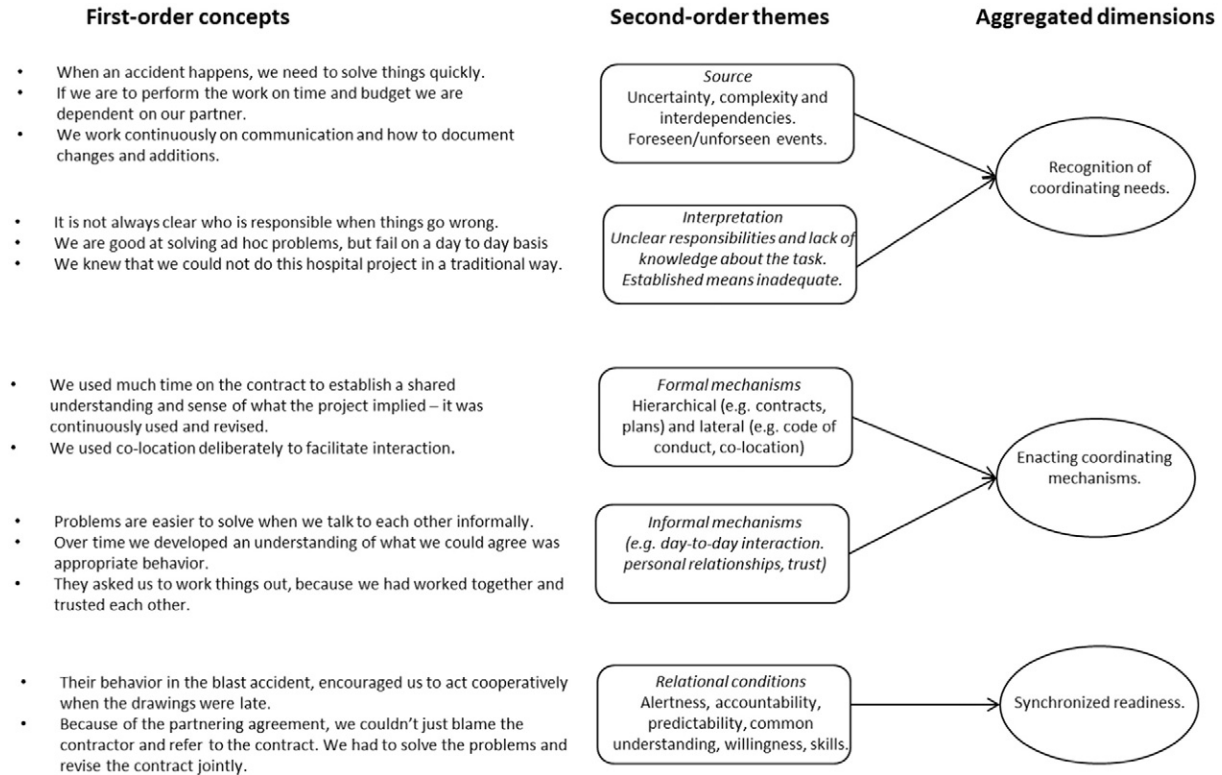 First-order concepts
Second-order themes
Aggregated dimensions
• When an accident happens, we need to solve things quickly.
• If we are to perform the work on time and budget we are
dependent on our partner.
• We work continuously on communication and how to document
changes and additions.
Source
Uncertainty, complexity and
interdependencies.
Foreseen/unforseen events.
Recognition of
coordinating needs.
• It is not always clear who is responsible when things go wrong.
• We are good at solving ad hoc problems, but fail on a day to day basis
• We knew that we could not do this hospital project in a traditional way.
Interpretation
Unclear responsibilities and lack of
knowledge about the task.
Established means inadequate.
• We used much time on the contract to establish a shared
understanding and sense of what the project implied – it was
continuously used and revised.
• We used co-location deliberately to facilitate interaction.
Formal mechanisms
Hierarchical (e.g. contracts,
plans) and lateral (e.g. code of
conduct, co-location)
Enacting coordinating
mechanisms.
• Problems are easier to solve when we talk to each other informally.
• Over time we developed an understanding of what we could agree was
appropriate behavior.
• They asked us to work things out, because we had worked together and
trusted each other.
Informal mechanisms
(e.g. day-to-day interaction.
personal relationships, trust)
• Their behavior in the blast accident, encouraged us to act cooperatively
when the drawings were late.
• Because of the partnering agreement, we couldn't just blame the
contractor and refer to the contract. We had to solve the problems and
revise the contract jointly.
Relational conditions
Alertness, accountability,
predictability, common
understanding, willingness, skills.
Synchronized readiness.